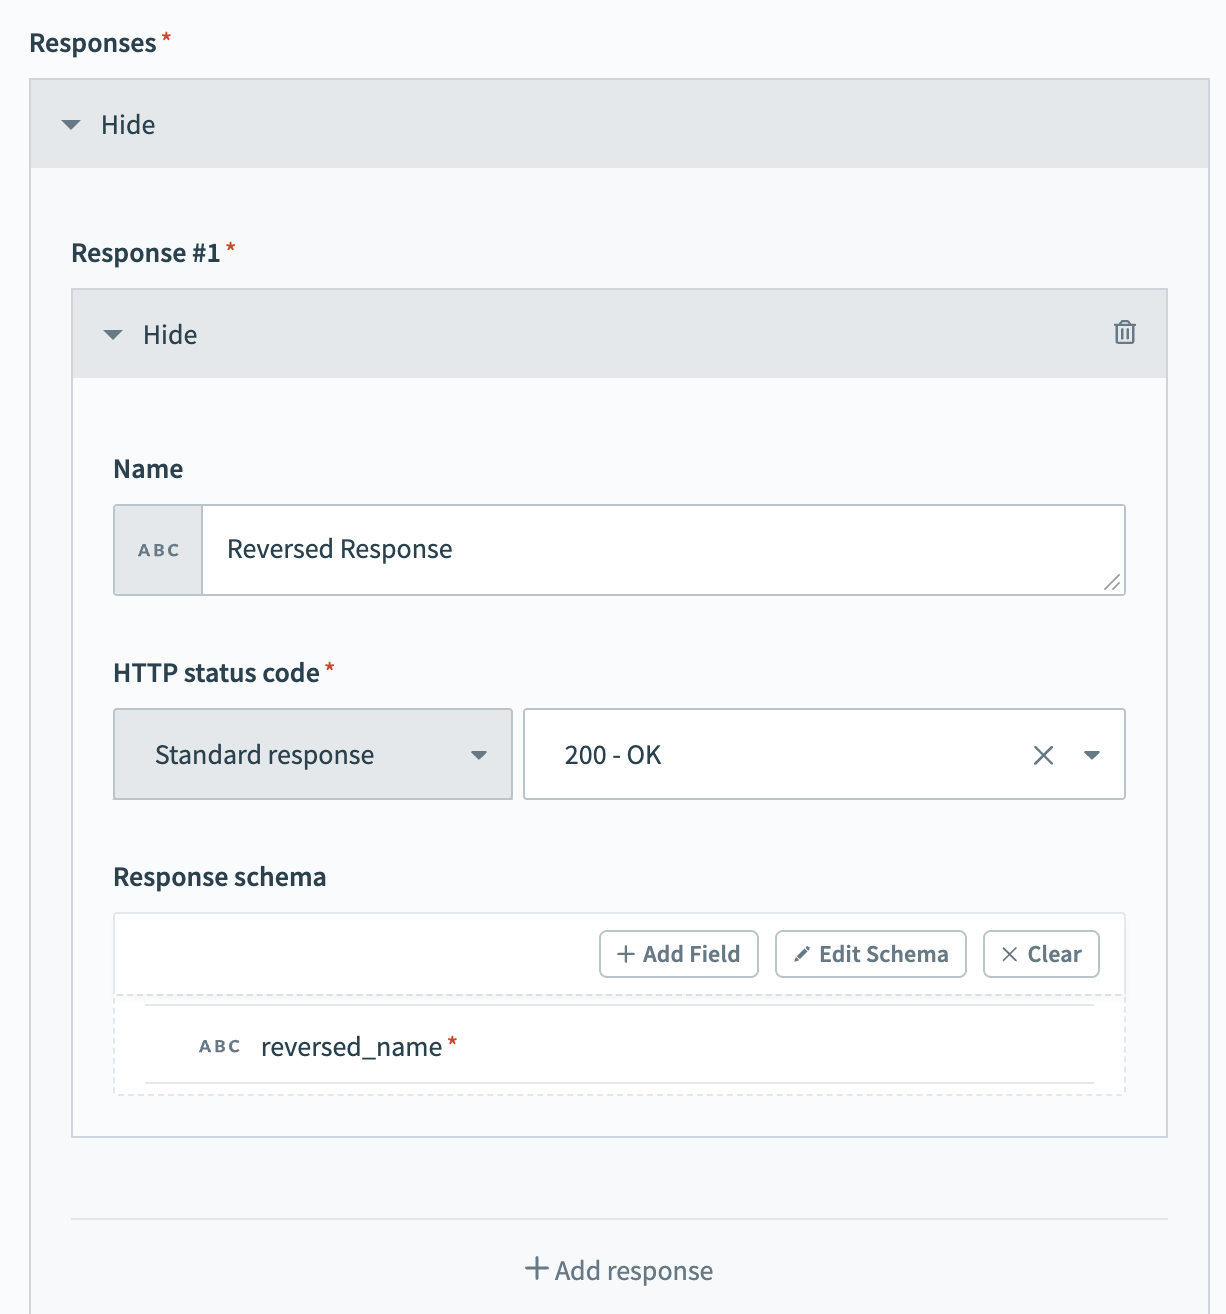 Responses *
Hide
Response #1 *
Hide
Name
ABC Reversed Response
HTTP status code *
Standard response 200 - OK
Response schema
Add Field Edit Schema Clear
ABC reversed_name *
Add response